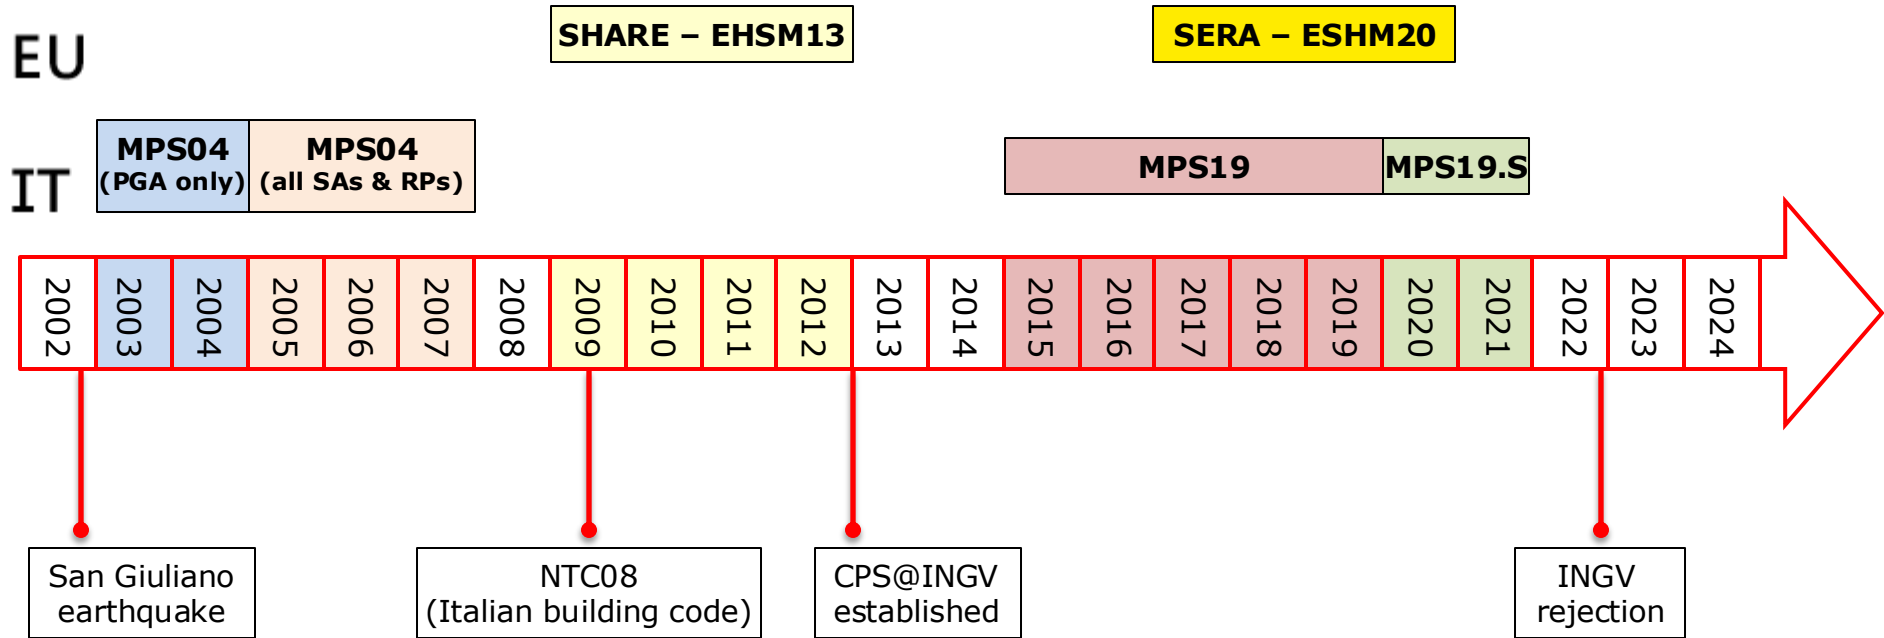 EU
SHARE – EHSM13
SERA – ESHM20
IT
MPS04
(PGA only)
MPS04
(all SAs & RPs)
MPS19
MPS19.S
2002
2003
2004
2005
2006
2007
2008
2009
2010
2011
2012
2013
2014
2015
2016
2017
2018
2019
2020
2021
2022
2023
2024
San Giuliano
earthquake
NTC08
(Italian building code)
CPS@INGV
established
INGV
rejection